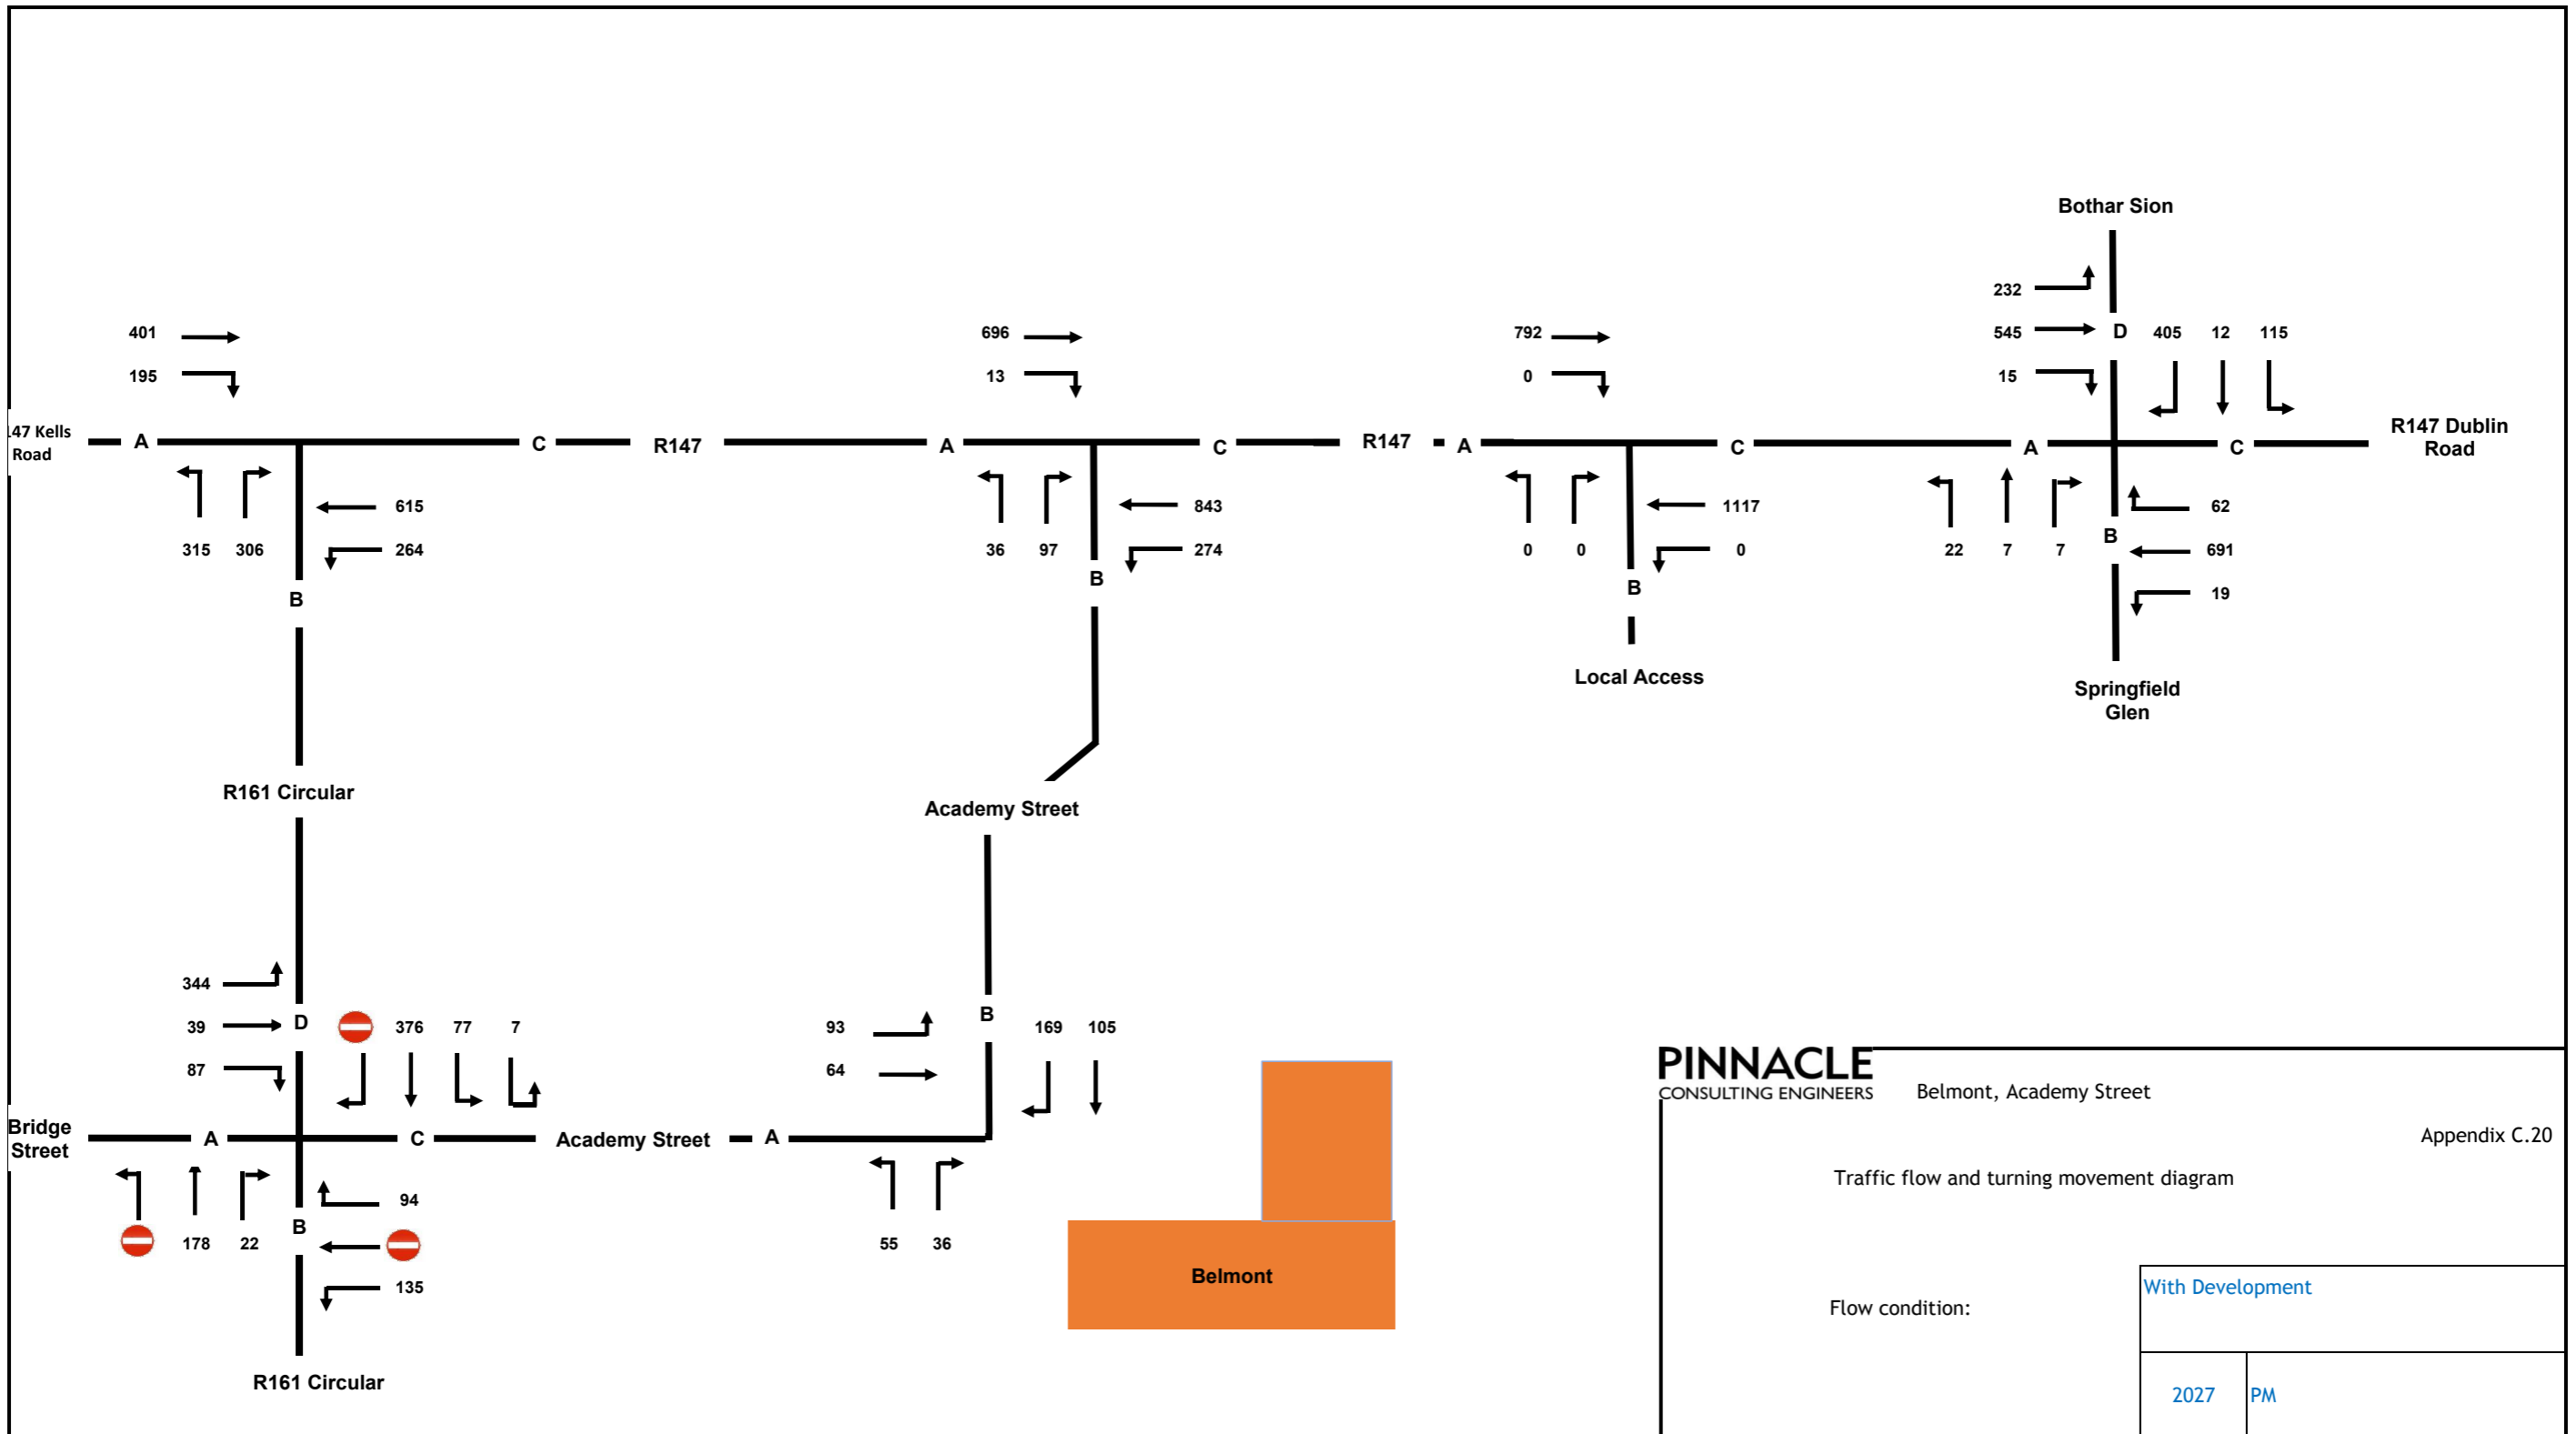 Bothar Sion
232
545
D
405
12
115
15
401
195
696
13
792
0
147 Kells
Road
A
C
R147
A
C
R147
A
C
A
C
R147 Dublin
Road
315
306
615
264
B
36
97
843
274
B
0
0
1117
0
B
22
7
7
62
691
19
B
Local Access
Springfield
Glen
R161 Circular
Academy Street
344
39
87
D
376
77
7
93
64
B
169
105
Bridge
Street
A
C
Academy Street
A
178
22
B
94
135
55
36
Belmont
R161 Circular
PINNACLE
CONSULTING ENGINEERS
Belmont, Academy Street
Appendix C.20
Traffic flow and turning movement diagram
Flow condition:
With Development
2027
PM